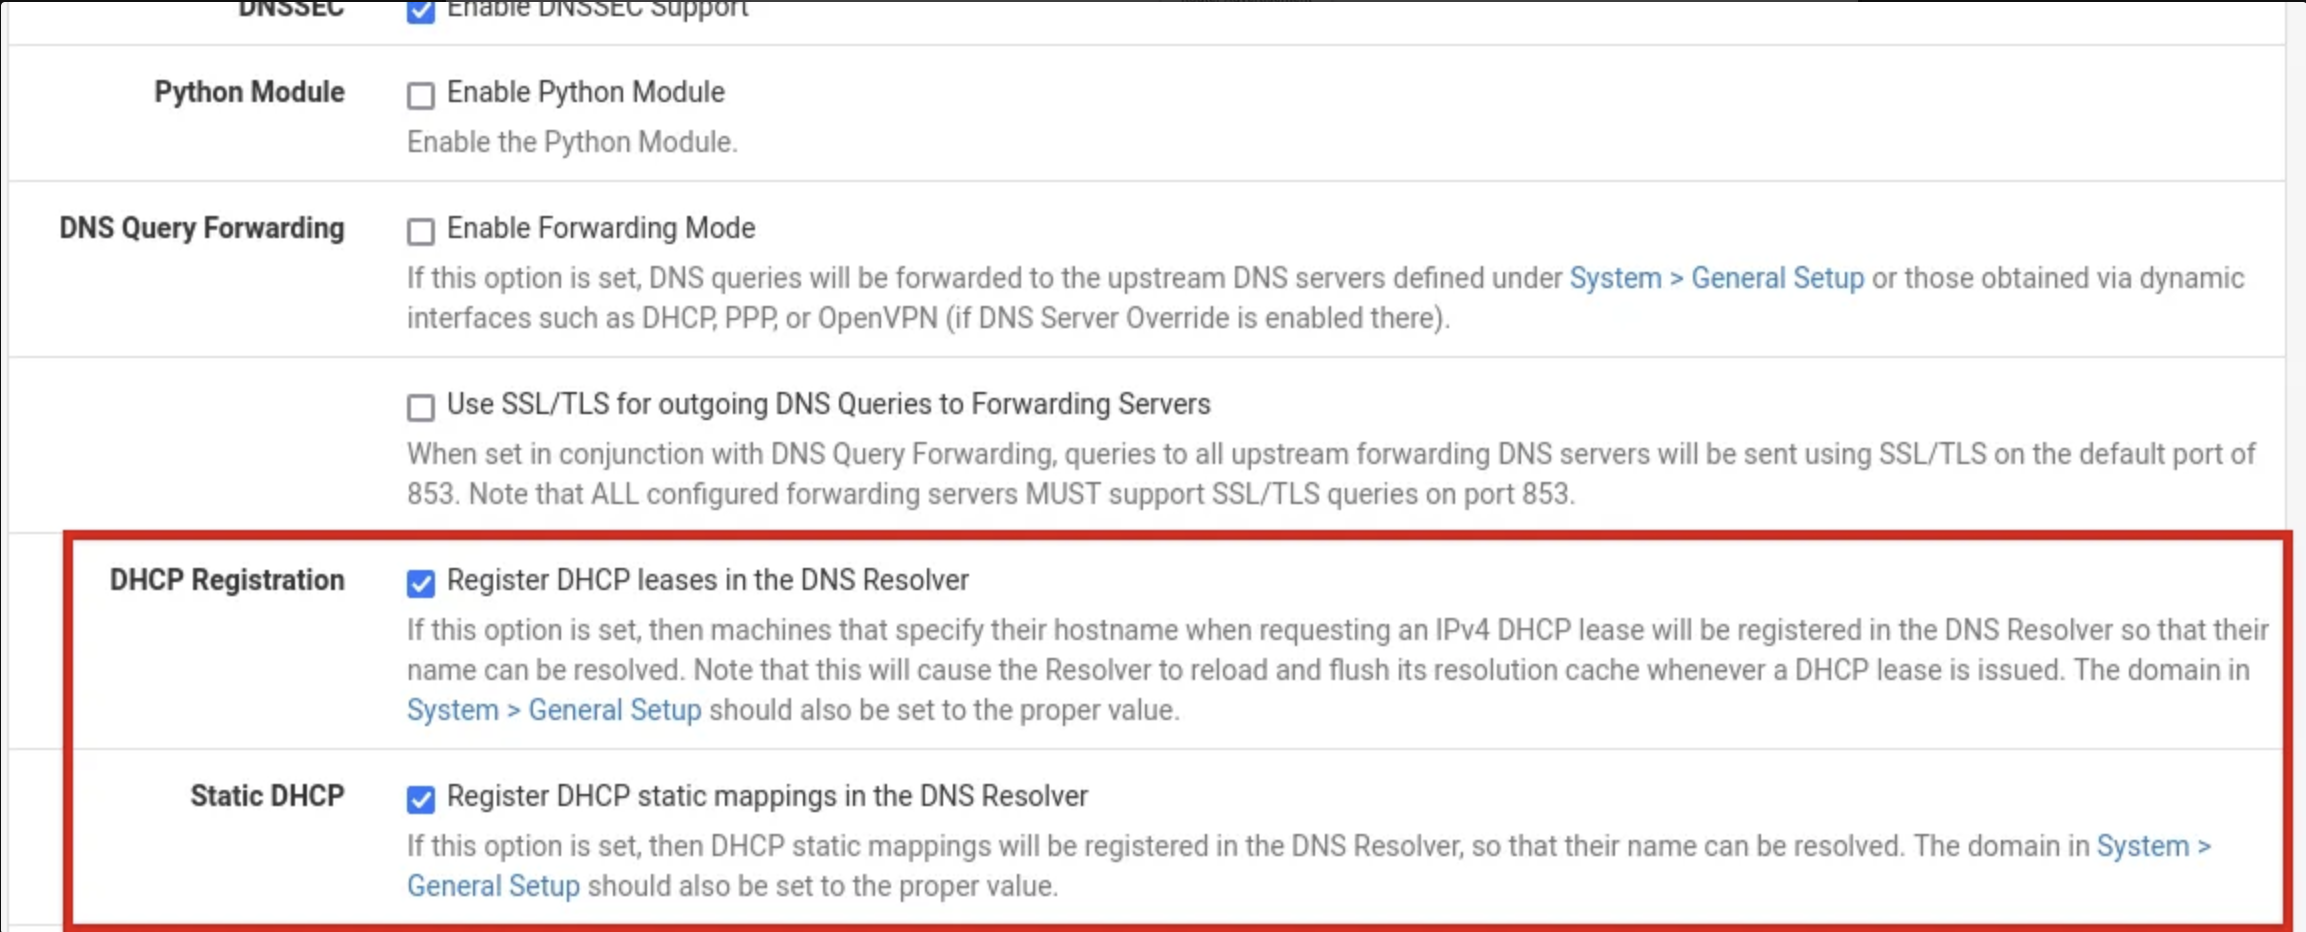 DNSSEC Enable DNSSEC Support
Python Module Enable Python Module
Enable the Python Module.
DNS Query Forwarding Enable Forwarding Mode
If this option is set, DNS queries will be forwarded to the upstream DNS servers defined under System > General Setup or those obtained via dynamic
interfaces such as DHCP, PPP, or OpenVPN (if DNS Server Override is enabled there).
Use SSL/TLS for outgoing DNS Queries to Forwarding Servers
When set in conjunction with DNS Query Forwarding, queries to all upstream forwarding DNS servers will be sent using SSL/TLS on the default port of
853. Note that ALL configured forwarding servers MUST support SSL/TLS queries on port 853.
DHCP Registration Register DHCP leases in the DNS Resolver
If this option is set, then machines that specify their hostname when requesting an IPv4 DHCP lease will be registered in the DNS Resolver so that their
name can be resolved. Note that this will cause the Resolver to reload and flush its resolution cache whenever a DHCP lease is issued. The domain in
System > General Setup should also be set to the proper value.
Static DHCP Register DHCP static mappings in the DNS Resolver
If this option is set, then DHCP static mappings will be registered in the DNS Resolver, so that their name can be resolved. The domain in System >
General Setup should also be set to the proper value.